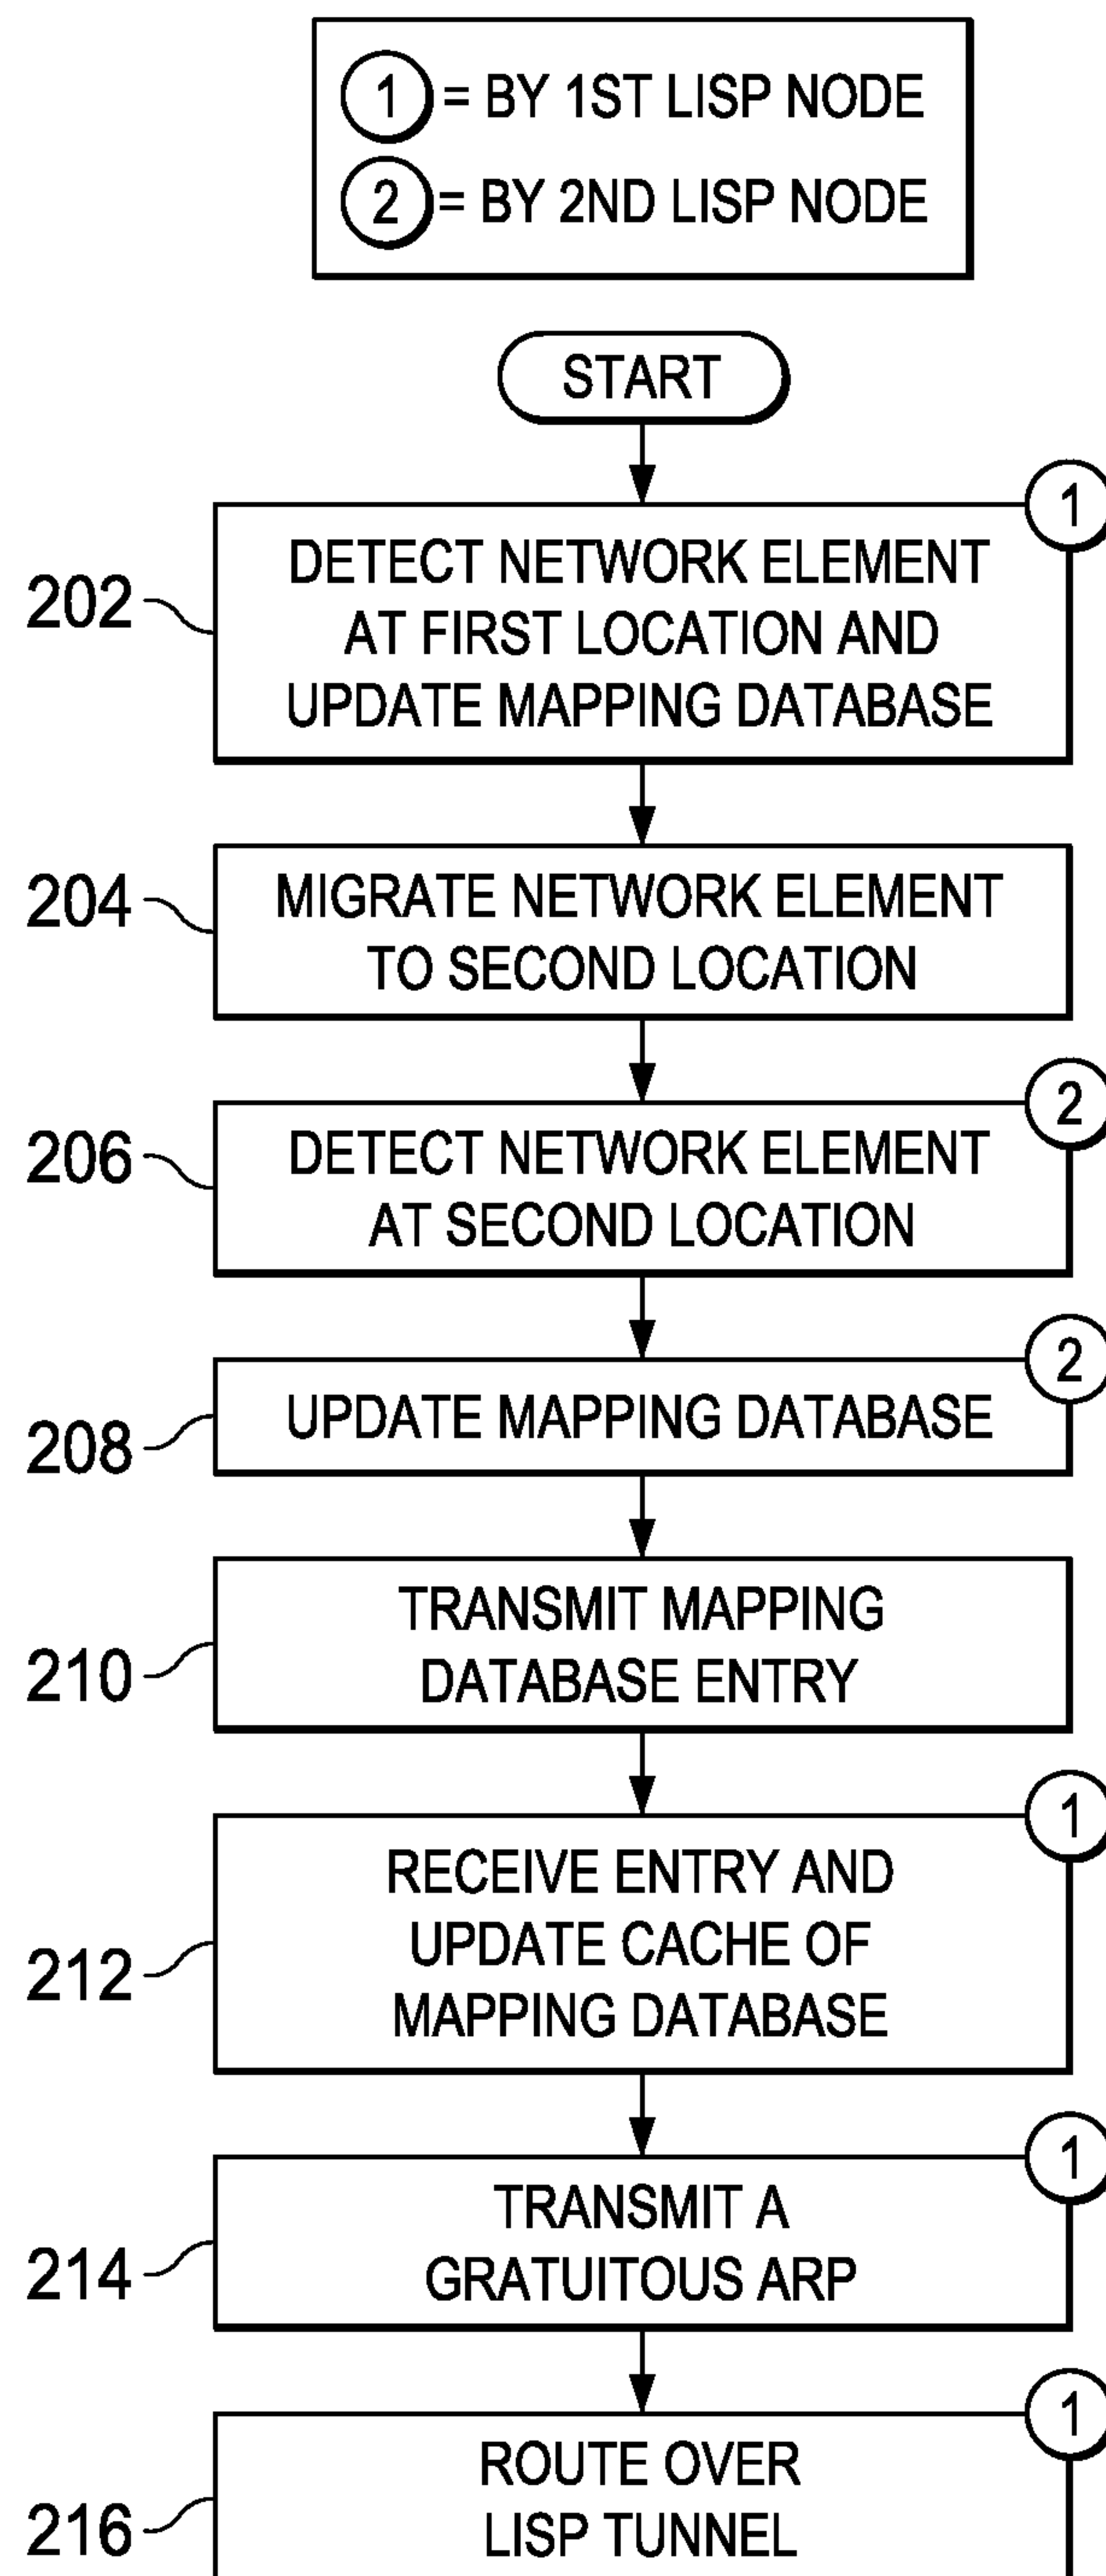 1 = BY 1ST LISP NODE
2 = BY 2ND LISP NODE
START
1
202
DETECT NETWORK ELEMENT
AT FIRST LOCATION AND
UPDATE MAPPING DATABASE
204
MIGRATE NETWORK ELEMENT
TO SECOND LOCATION
2
206
DETECT NETWORK ELEMENT
AT SECOND LOCATION
2
208
UPDATE MAPPING DATABASE
210
TRANSMIT MAPPING
DATABASE ENTRY
1
212
RECEIVE ENTRY AND
UPDATE CACHE OF
MAPPING DATABASE
1
214
TRANSMIT A
GRATUITOUS ARP
1
216
ROUTE OVER
LISP TUNNEL